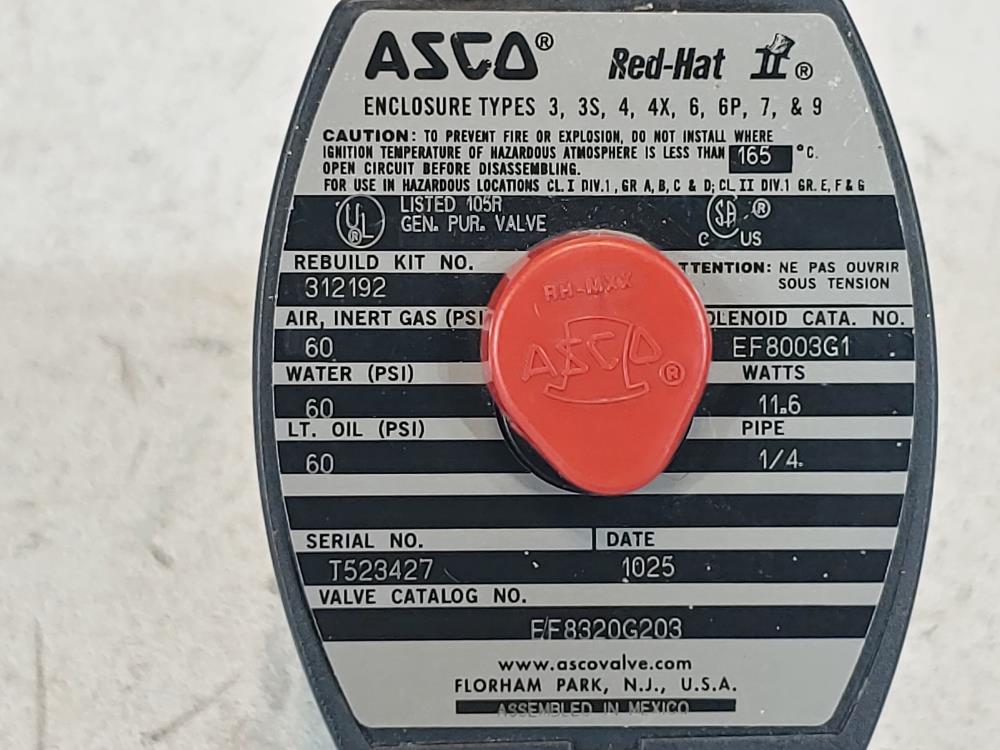 ASCO® Red-Hat II®
ENCLOSURE TYPES 3, 3S, 4, 4X, 6, 6P, 7, & 9
CAUTION: TO PREVENT FIRE OR EXPLOSION, DO NOT INSTALL WHERE
IGNITION TEMPERATURE OF HAZARDOUS ATMOSPHERE IS LESS THAN 165 °C.
OPEN CIRCUIT BEFORE DISASSEMBLING.
FOR USE IN HAZARDOUS LOCATIONS CL.I DIV.1, GR A, B, C & D; CL.II DIV.1 GR.E, F & G
UL® LISTED 105R
GEN. PUR. VALVE
C SA ® US
REBUILD KIT NO.
312192
TTENTION: NE PAS OUVRIR
SOUS TENSION
AIR, INERT GAS (PSI
OLENOID CATA. NO.
60
EF8003G1
WATER (PSI)
WATTS
60
11.6
LT. OIL (PSI)
PIPE
60
1/4
RH-MXX
ASCO®
SERIAL NO. DATE
T523427 1025
VALVE CATALOG NO.
EF8320G203
www.ascovalve.com
FLORHAM PARK, N.J., U.S.A.
ASSEMBLED IN MEXICO